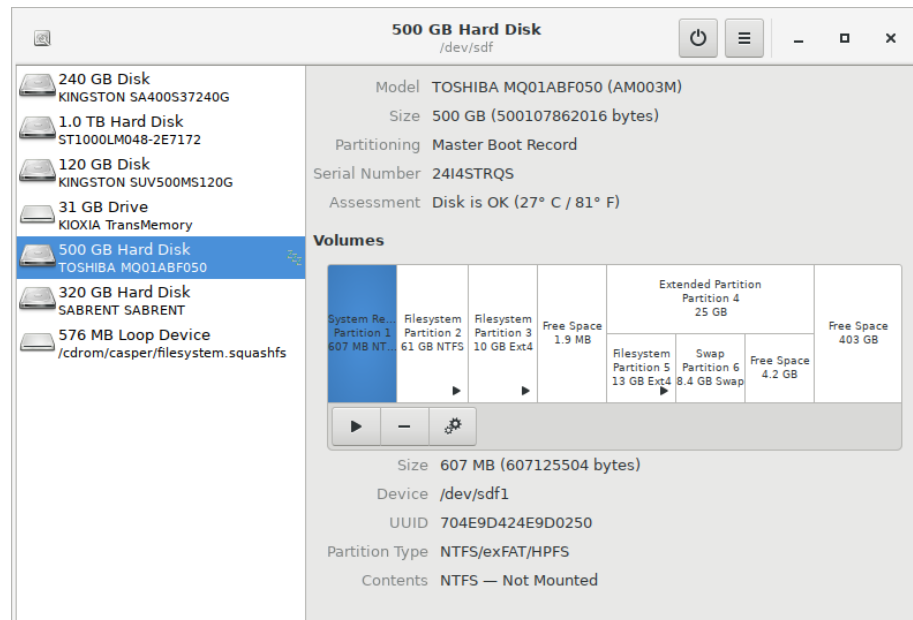 500 GB Hard Disk
/dev/sdf
240 GB Disk
KINGSTON SA400S37240G
1.0 TB Hard Disk
ST1000LM048-2E7172
120 GB Disk
KINGSTON SUV500MS120G
31 GB Drive
KIOXIA TransMemory
500 GB Hard Disk
TOSHIBA MQ01ABF050
320 GB Hard Disk
SABRENT SABRENT
576 MB Loop Device
/cdrom/casper/filesystem.squashfs
Model TOSHIBA MQ01ABF050 (AM003M)
Size 500 GB (500107862016 bytes)
Partitioning Master Boot Record
Serial Number 24I4STRQS
Assessment Disk is OK (27° C / 81° F)
Volumes
System Re...
Partition 1
607 MB NT...
Filesystem
Partition 2
61 GB NTFS
Filesystem
Partition 3
10 GB Ext4
Free Space
1.9 MB
Extended Partition
Partition 4
25 GB
Filesystem
Partition 5
13 GB Ext4
Swap
Partition 6
8.4 GB Swap
Free Space
4.2 GB
Free Space
403 GB
Size 607 MB (607125504 bytes)
Device /dev/sdf1
UUID 704E9D424E9D0250
Partition Type NTFS/exFAT/HPFS
Contents NTFS — Not Mounted